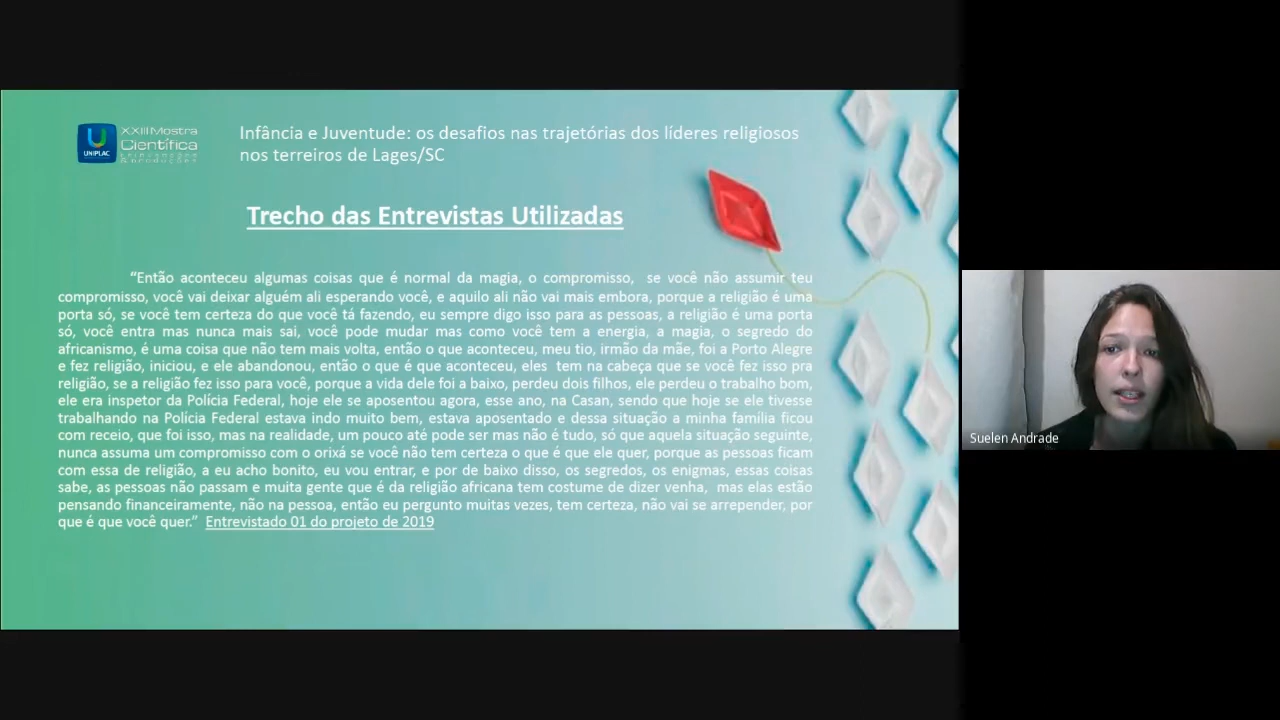 XXIII Mostra
Científica
UNIPLAC
Infância e Juventude: os desafios nas trajetórias dos líderes religiosos
nos terreiros de Lages/SC
Trecho das Entrevistas Utilizadas
“Então aconteceu algumas coisas que é normal da magia, o compromisso, se você não assumir teu
compromisso, você vai deixar alguém ali esperando você, e aquilo ali não vai mais embora, porque a religião é uma
porta só, se você tem certeza do que você tá fazendo, eu sempre digo isso para as pessoas, a religião é uma porta
só, você entra mas nunca mais sai, você pode mudar mas como você tem a energia, a magia, o segredo do
africanismo, é uma coisa que não tem mais volta, então o que aconteceu, meu tio, irmão da mãe, foi a Porto Alegre
e fez religião, iniciou, e ele abandonou, então o que é que aconteceu, eles tem na cabeça que se você fez isso pra
religião, se a religião fez isso para você, porque a vida dele foi a baixo, perdeu dois filhos, ele perdeu o trabalho bom,
ele era inspetor da Polícia Federal, hoje ele se aposentou agora, esse ano, na Casan, sendo que hoje se ele tivesse
trabalhando na Polícia Federal estava indo muito bem, estava aposentado e dessa situação a minha família ficou
com receio, que foi isso, mas na realidade, um pouco até pode ser mas não é tudo, só que aquela situação seguinte,
nunca assuma um compromisso com o orixá se você não tem certeza o que é que ele quer, porque as pessoas ficam
com essa de religião, a eu acho bonito, eu vou entrar, e por de baixo disso, os segredos, os enigmas, essas coisas
sabe, as pessoas não passam e muita gente que é da religião africana tem costume de dizer venha, mas elas estão
pensando financeiramente, não na pessoa, então eu pergunto muitas vezes, tem certeza, não vai se arrepender, por
que é que você quer.” Entrevistado 01 do projeto de 2019
Suelen Andrade